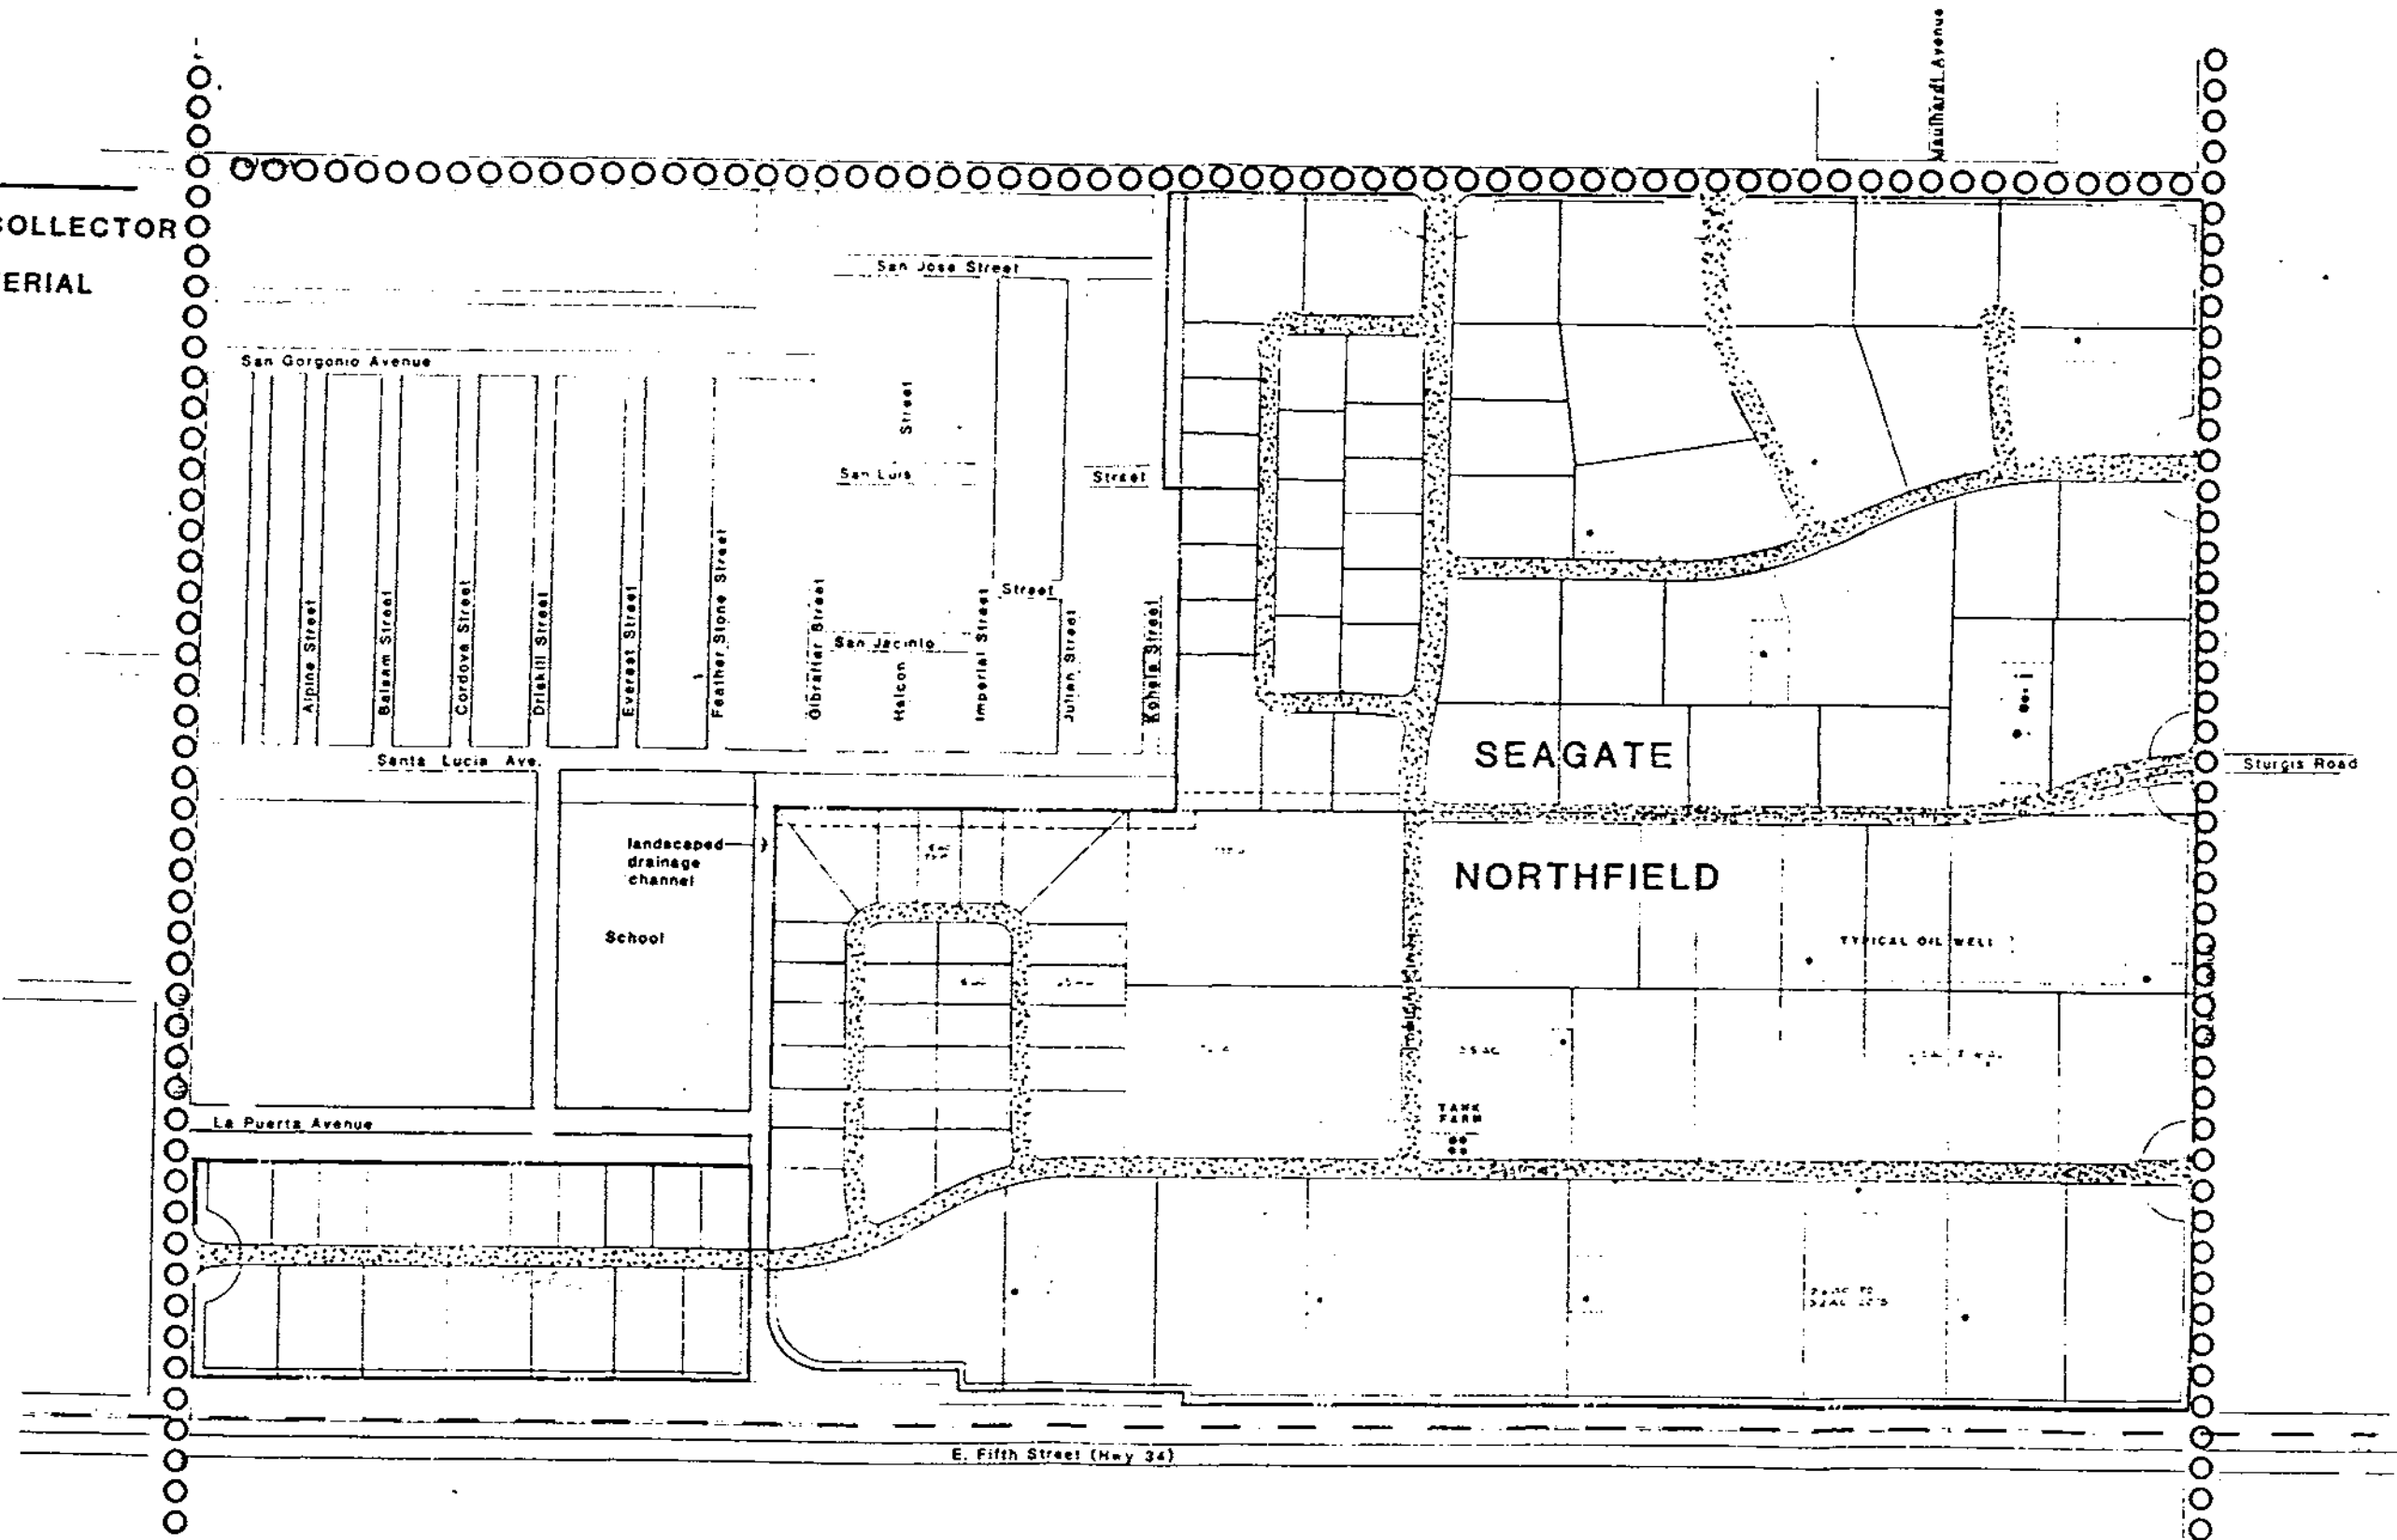 Maulhardt Avenue
COLLECTOR
ERIAL
San Jose Street
San Gorgonio Avenue
Street
San Luis
Street
Alpine Street
Balsam Street
Cordova Street
Driskill Street
Everest Street
Feather Stone Street
Gibraltar Street
San Jacinto
Halcon
Imperial Street
Street
Julian Street
Kohala Street
Santa Lucia Ave.
SEAGATE
Sturgis Road
landscaped
drainage
channel
NORTHFIELD
School
TYPICAL OIL WELL
TANK
FARM
La Puerta Avenue
E. Fifth Street (Hwy 34)